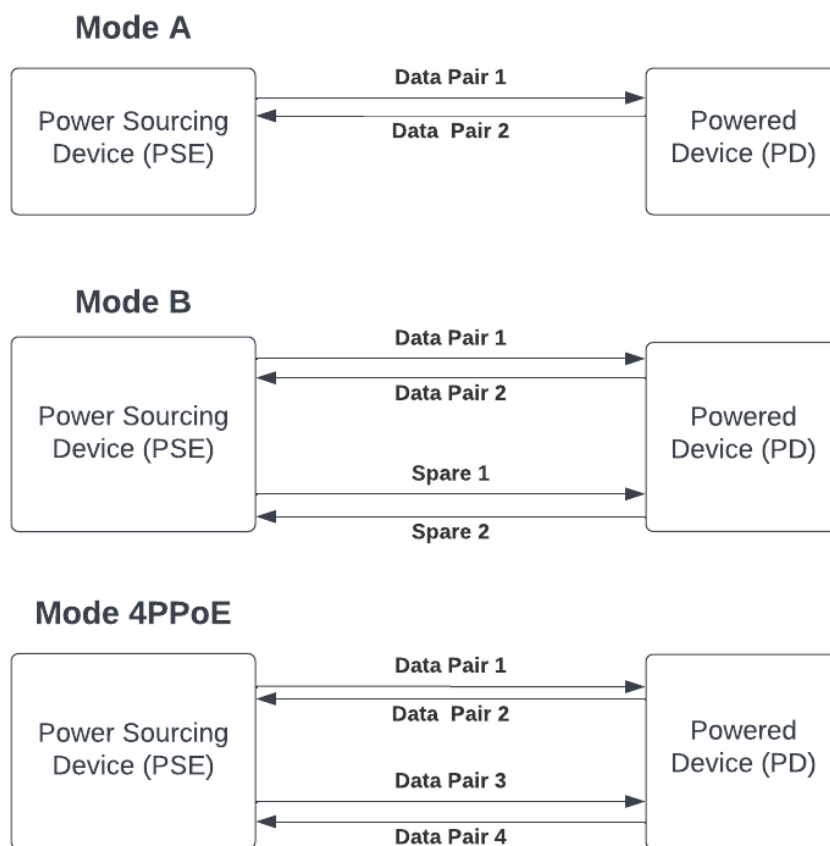 Mode A
Power Sourcing
Device (PSE)
Data Pair 1
Data  Pair 2
Powered
Device (PD)
Mode B
Power Sourcing
Device (PSE)
Data Pair 1
Data Pair 2
Spare 1
Spare 2
Powered
Device (PD)
Mode 4PPoE
Power Sourcing
Device (PSE)
Data Pair 1
Data  Pair 2
Data Pair 3
Data Pair 4
Powered
Device (PD)